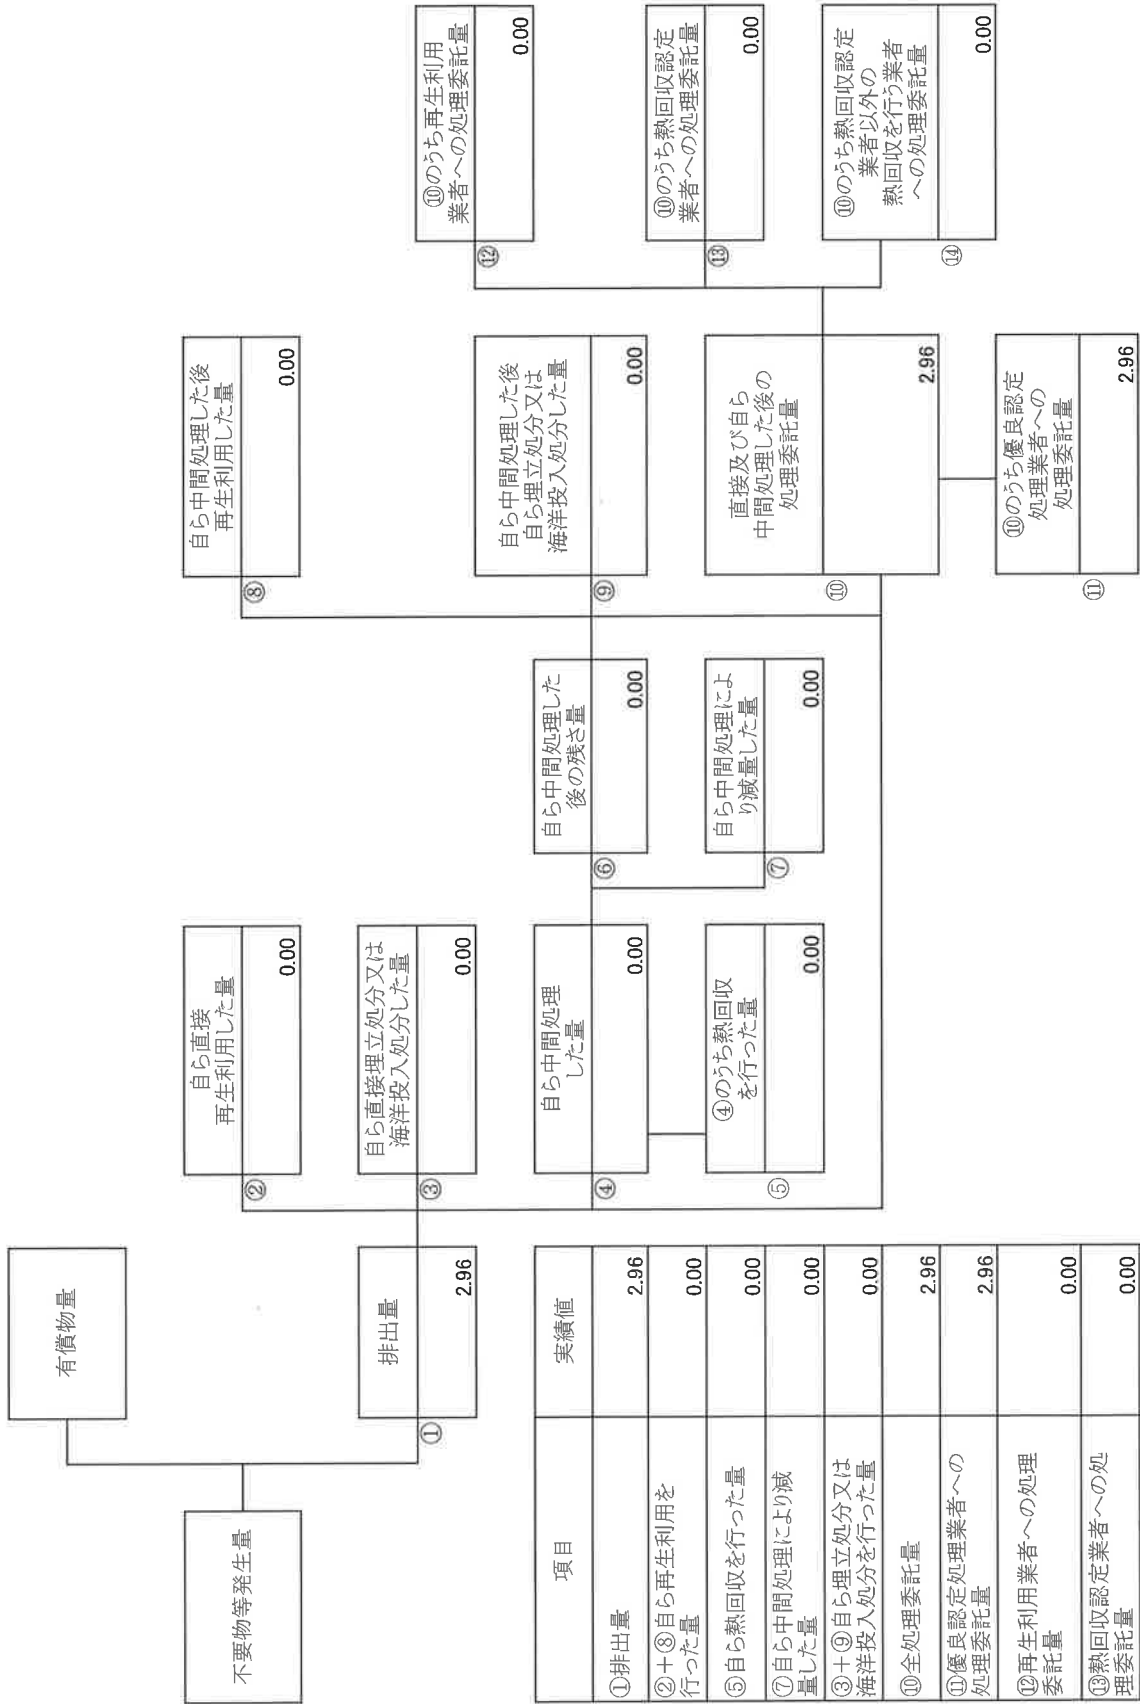 不要物等発生量
有償物量
排出量
①
2.96
自ら直接
再生利用した量
②
0.00
自ら直接埋立処分又は
海洋投入処分した量
③
0.00
自ら中間処理
した量
④
0.00
④のうち熱回収
を行った量
⑤
0.00
自ら中間処理した
後の残さ量
⑥
0.00
自ら中間処理によ
り減量した量
⑦
0.00
自ら中間処理した後
再生利用した量
⑧
0.00
自ら中間処理した後
自ら埋立処分又は
海洋投入処分した量
⑨
0.00
直接及び自ら
中間処理した後の
処理委託量
⑩
2.96
⑩のうち優良認定
処理業者への
処理委託量
⑪
2.96
⑩のうち再生利用
業者への処理委託量
⑫
0.00
⑩のうち熱回収認定
業者への処理委託量
⑬
0.00
⑩のうち熱回収認定
業者以外の
熱回収を行う業者
への処理委託量
⑭
0.00
項目
実績値
①排出量
2.96
②+⑧自ら再生利用を
行った量
0.00
⑤自ら熱回収を行った量
0.00
⑦自ら中間処理により減
量した量
0.00
③+⑨自ら埋立処分又は
海洋投入処分を行った量
0.00
⑩全処理委託量
2.96
⑪優良認定処理業者への
処理委託量
2.96
⑫再生利用業者への処理
委託量
0.00
⑬熱回収認定業者への処
理委託量
0.00